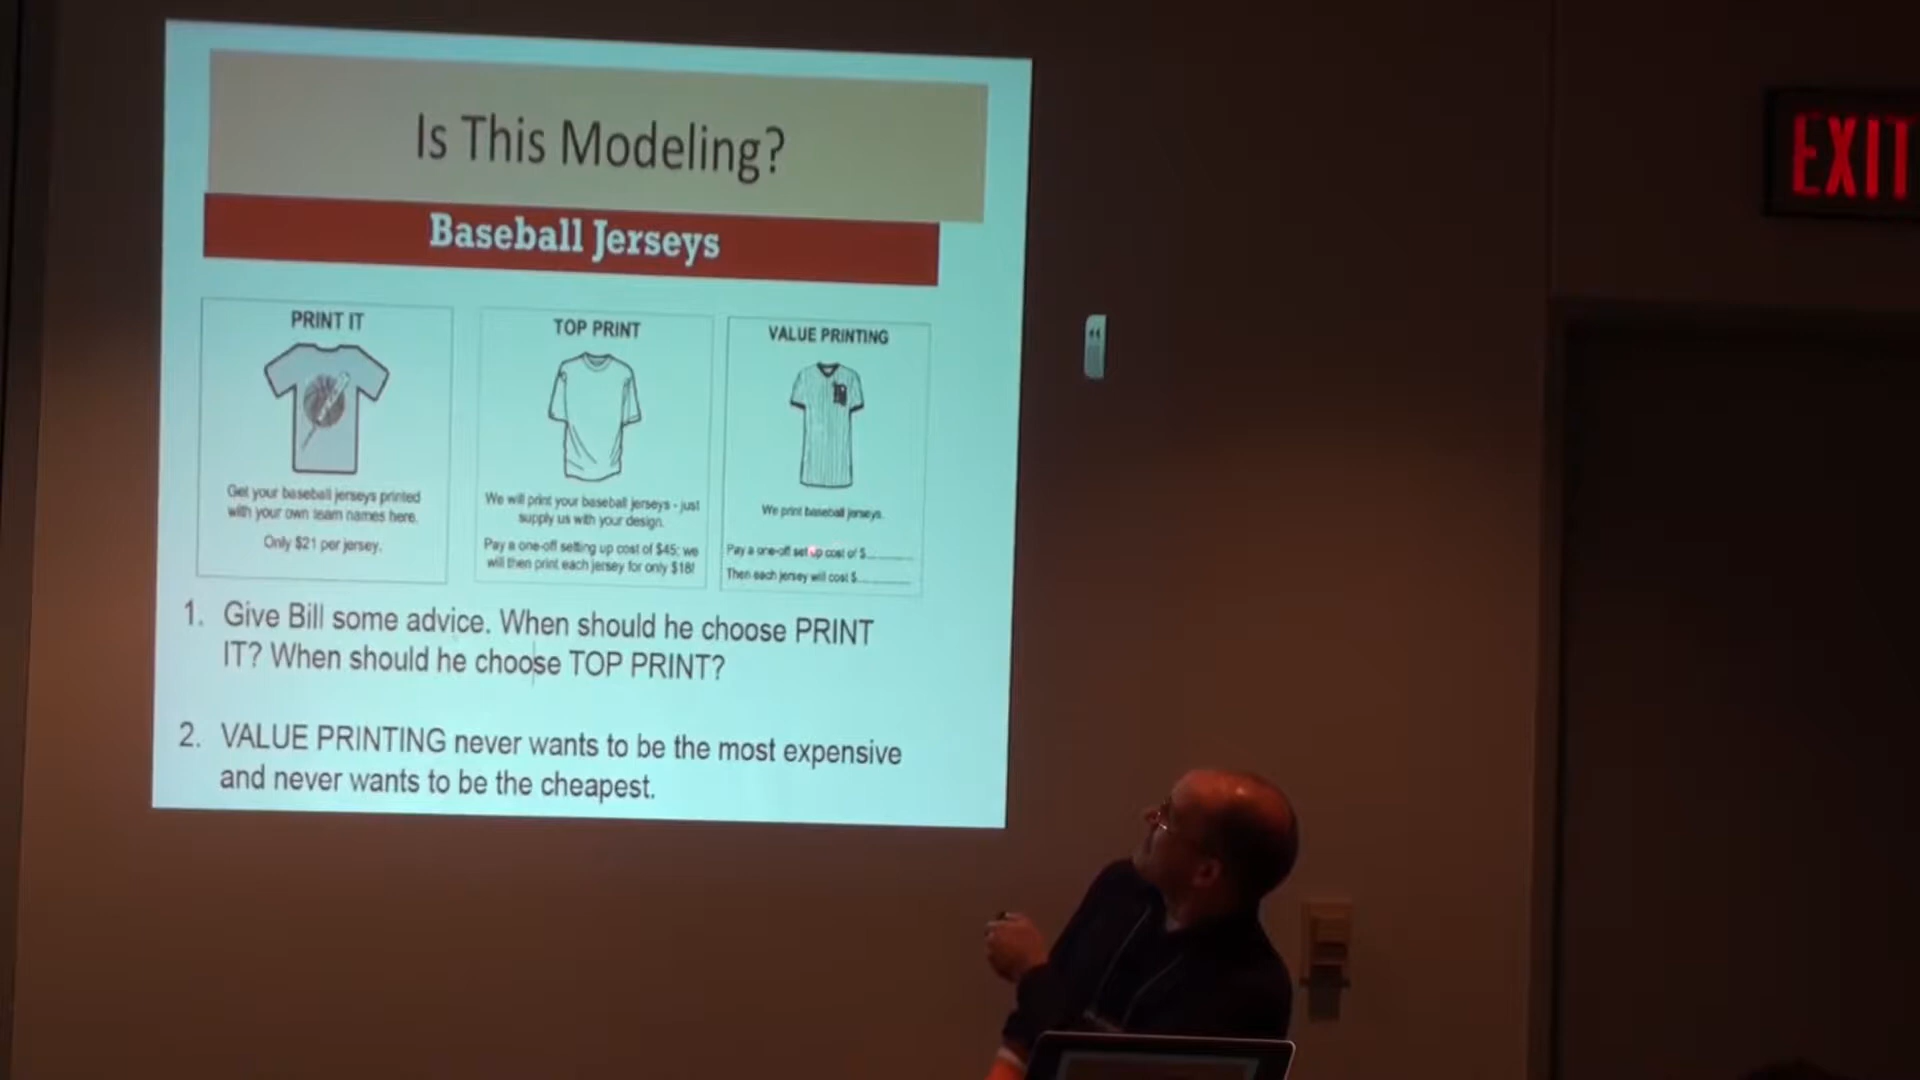 Is This Modeling?
Baseball Jerseys
PRINT IT
Get your baseball jerseys printed
with your own team names here.
Only $21 per jersey.
TOP PRINT
We will print your baseball jerseys - just
supply us with your design.
Pay a one-off setting up cost of $45; we
will then print each jersey for only $18!
VALUE PRINTING
We print baseball jerseys.
Pay a one-off set up cost of $
Then each jersey will cost $
1. Give Bill some advice. When should he choose PRINT
IT? When should he choose TOP PRINT?
2. VALUE PRINTING never wants to be the most expensive
and never wants to be the cheapest.
EXIT